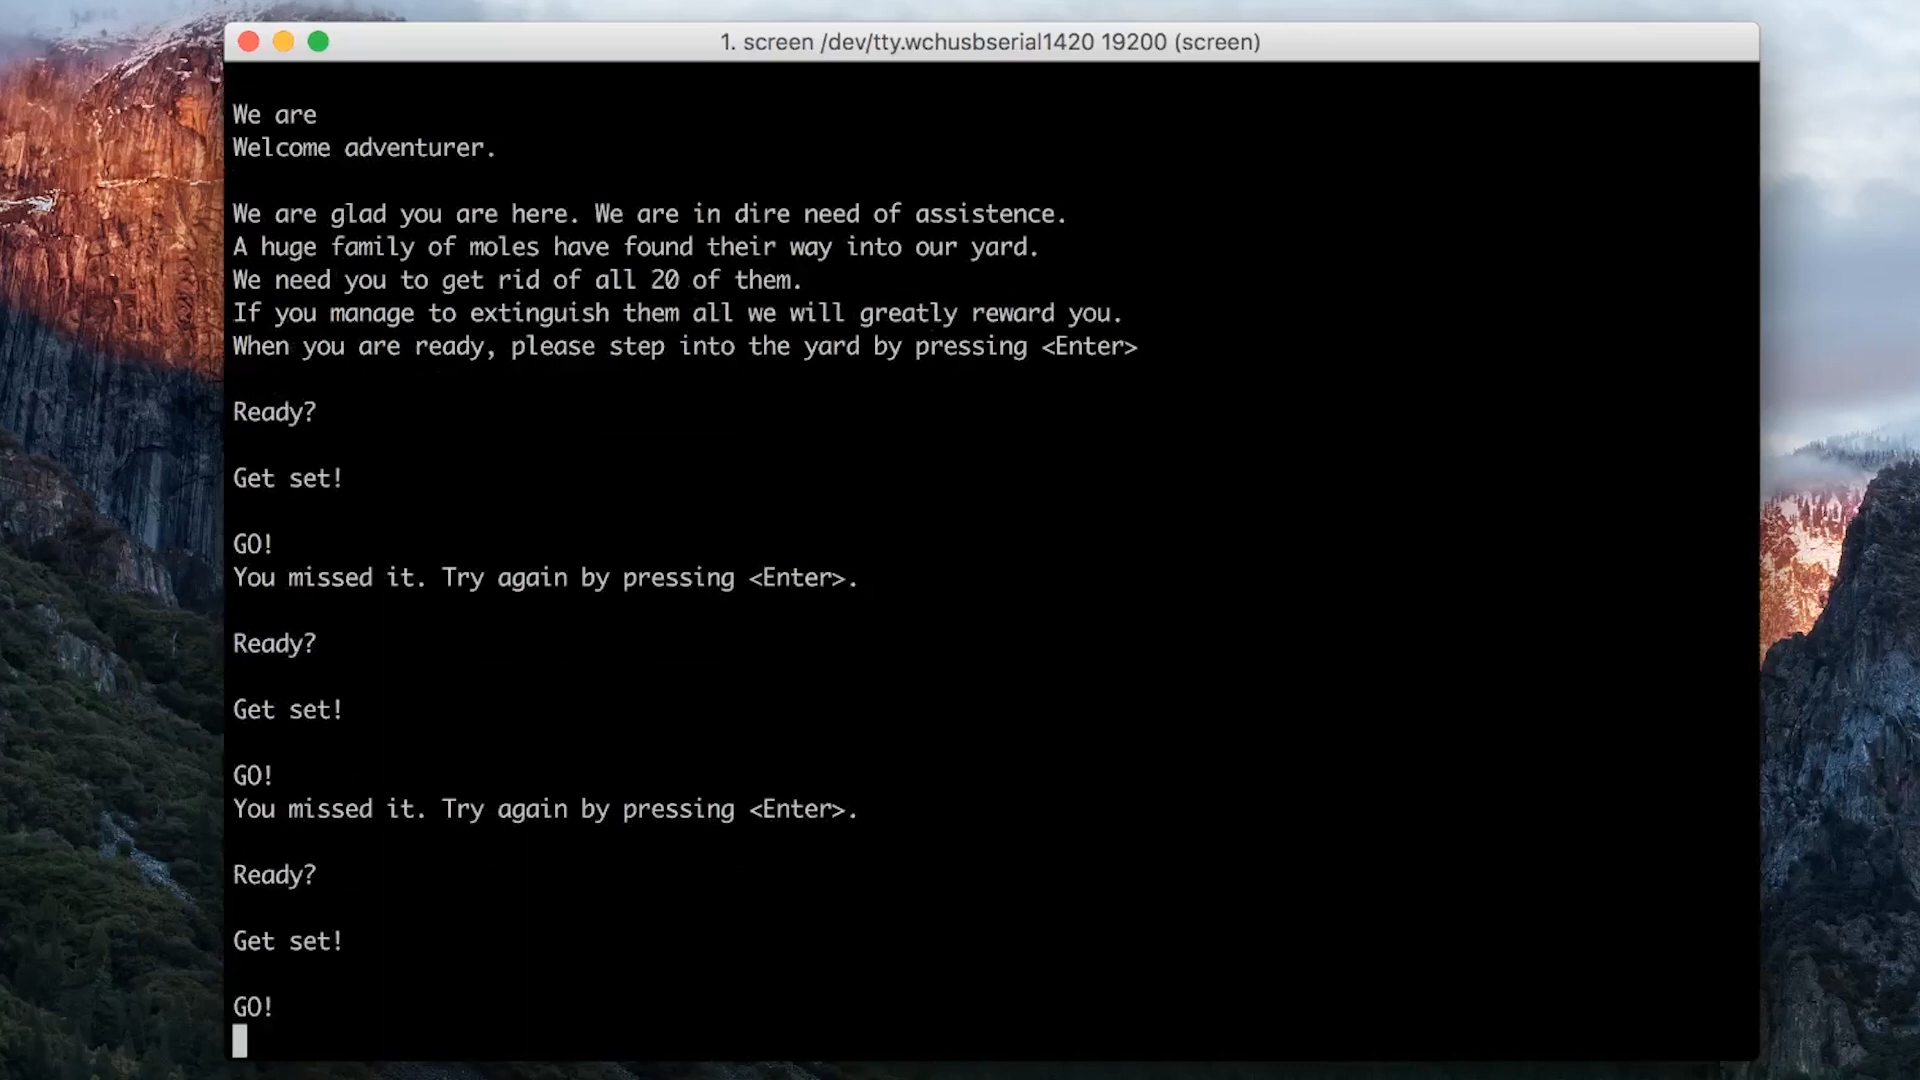 1. screen /dev/tty.wchusbserial1420 19200 (screen)
We are
Welcome adventurer.
We are glad you are here. We are in dire need of assistence.
A huge family of moles have found their way into our yard.
We need you to get rid of all 20 of them.
If you manage to extinguish them all we will greatly reward you.
When you are ready, please step into the yard by pressing <Enter>
Ready?
Get set!
GO!
You missed it. Try again by pressing <Enter>.
Ready?
Get set!
GO!
You missed it. Try again by pressing <Enter>.
Ready?
Get set!
GO!